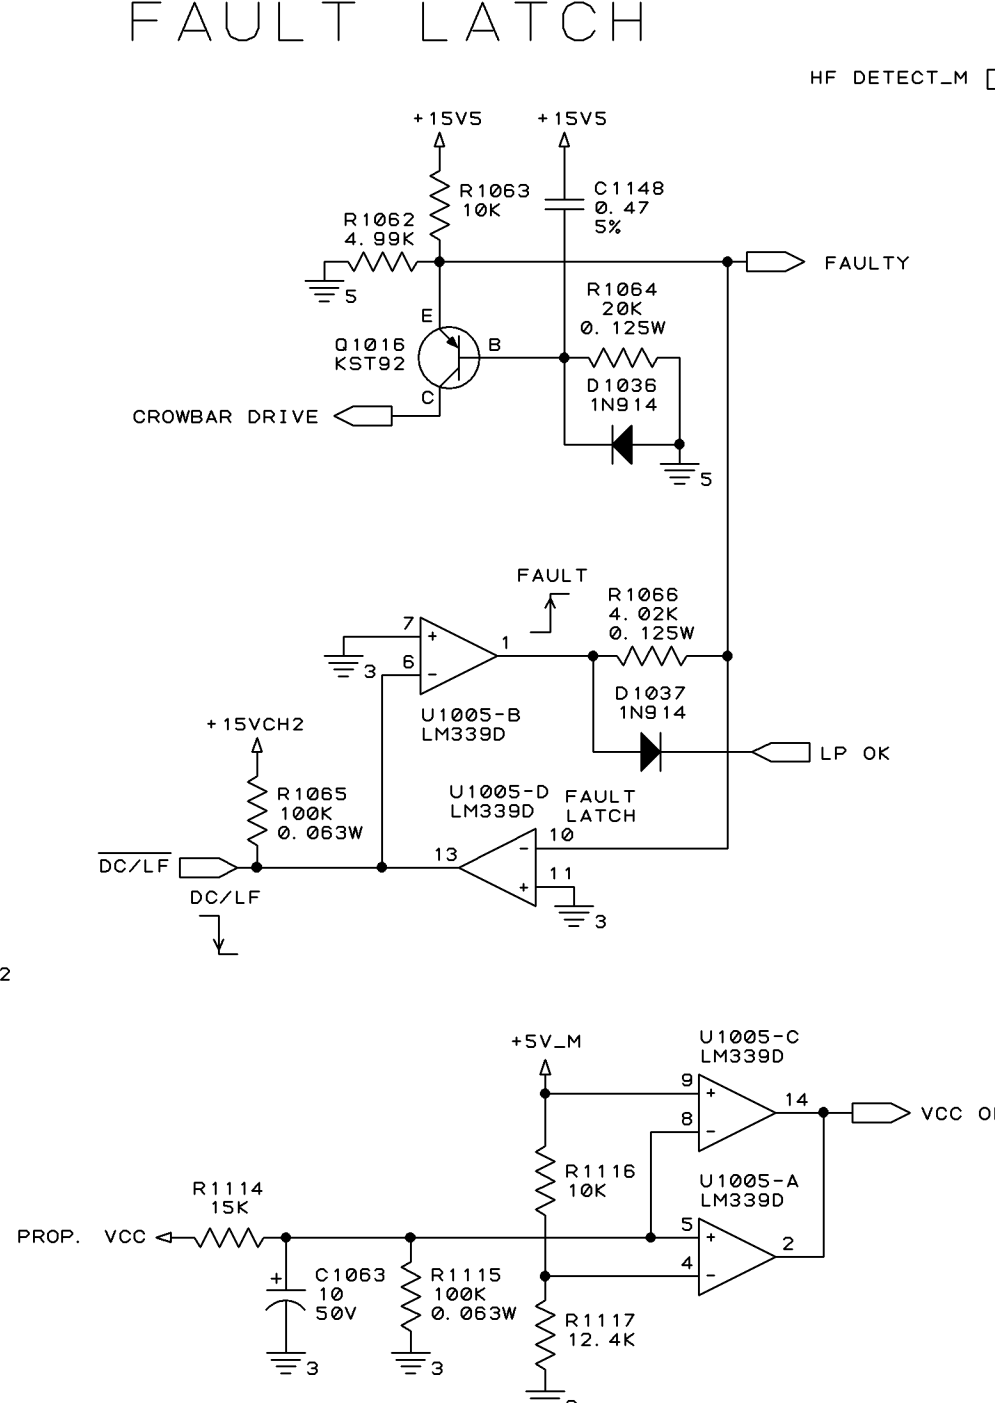 FAULT LATCH
HF DETECT_M
+15V5
+15V5
R1063
10K
C1148
0.47
5%
R1062
4.99K
5
FAULTY
R1064
20K
0.125W
E
Q1016
KST92
B
D1036
1N914
C
CROWBAR DRIVE
5
FAULT
R1066
4.02K
0.125W
7
+
1
3
6
-
U1005-B
LM339D
D1037
1N914
+15VCH2
LP OK
R1065
100K
0.063W
U1005-D
LM339D
FAULT
LATCH
10
-
13
DC/LF
11
+
3
DC/LF
2
U1005-C
LM339D
+5V_M
9
+
14
8
-
VCC
R1116
10K
U1005-A
LM339D
R1114
15K
PROP. VCC
5
+
2
4
-
+
C1063
10
50V
R1115
100K
0.063W
R1117
12.4K
3
3